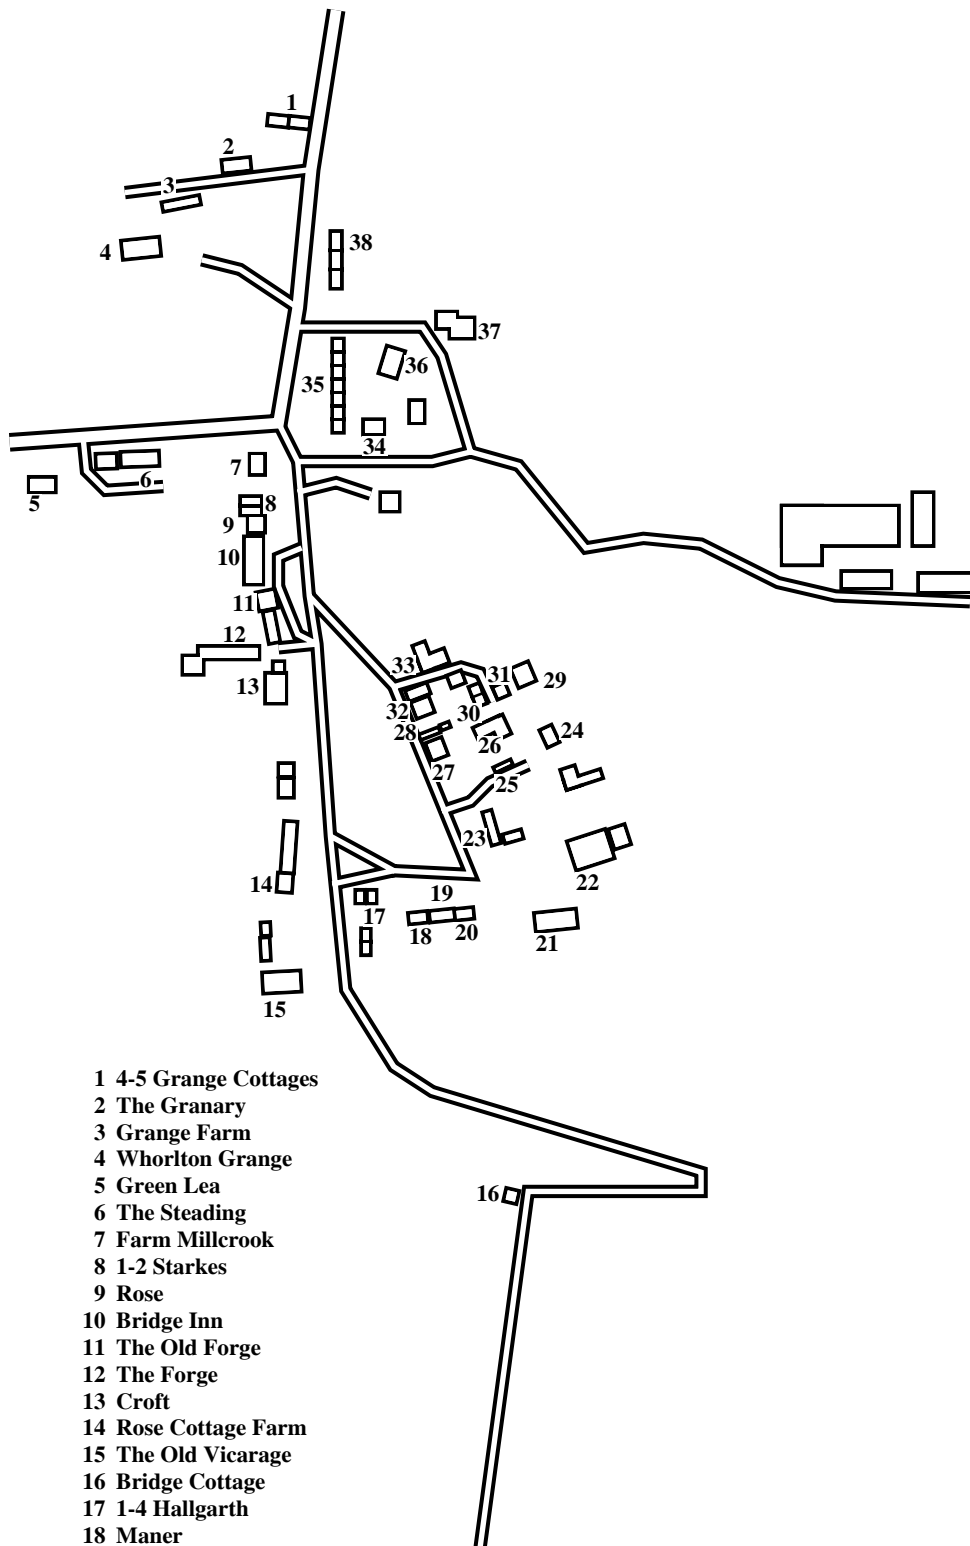 1
2
3
4
38
37
36
35
34
7
6
5
8
9
10
11
12
13
33
31
29
32
30
28
26
24
27
25
23
22
14
19
17
18
20
21
15
16
1 4-5 Grange Cottages
2 The Granary
3 Grange Farm
4 Whorlton Grange
5 Green Lea
6 The Steading
7 Farm Millcrook
8 1-2 Starkes
9 Rose
10 Bridge Inn
11 The Old Forge
12 The Forge
13 Croft
14 Rose Cottage Farm
15 The Old Vicarage
16 Bridge Cottage
17 1-4 Hallgarth
18 Maner